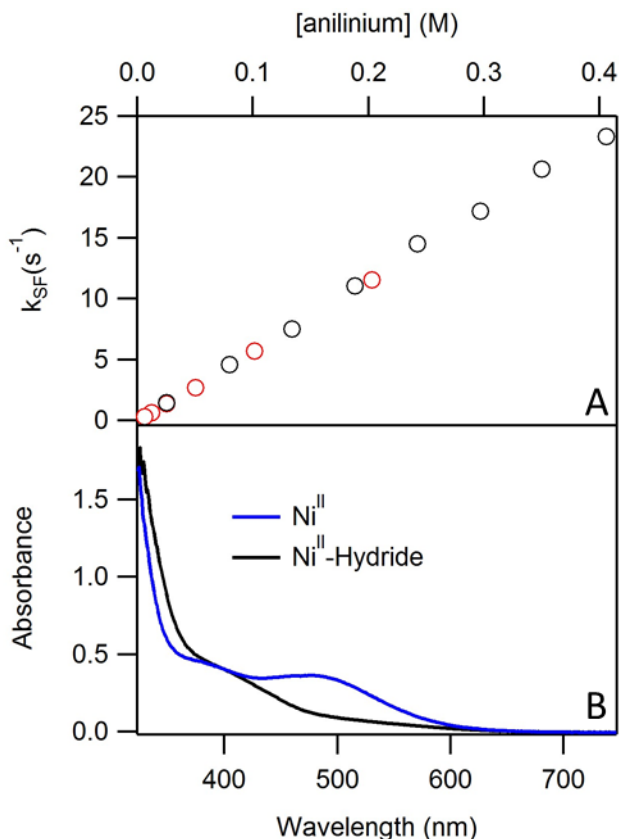 [anilinium] (M)
0.0 0.1 0.2 0.3 0.4
25
20
15
10
5
0
k_SF(s⁻¹)
A
1.5
1.0
0.5
0.0
Absorbance
Ni^II
Ni^II-Hydride
B
400 500 600 700
Wavelength (nm)